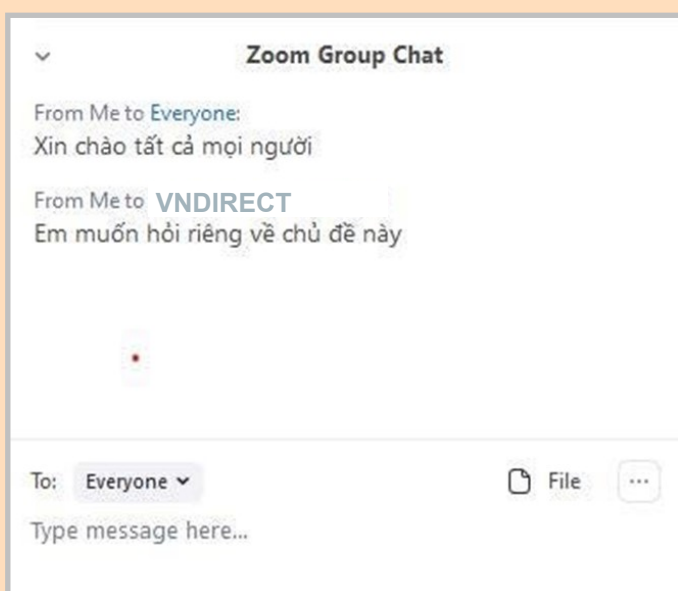 Zoom Group Chat
From Me to Everyone:
Xin chào tất cả mọi người
From Me to VNDIRECT
Em muốn hỏi riêng về chủ đề này
To: Everyone File ...
Type message here...